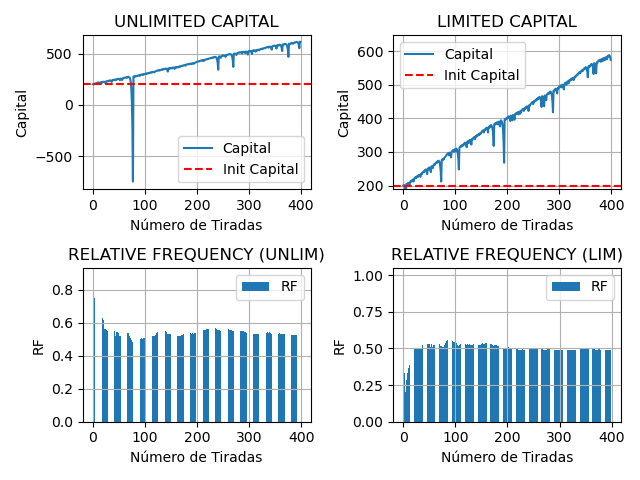 UNLIMITED CAPITAL
Capital
500
0
−500
Capital
Init Capital
0 100 200 300 400
Número de Tiradas
LIMITED CAPITAL
Capital
600
500
400
300
200
Capital
Init Capital
0 100 200 300 400
Número de Tiradas
RELATIVE FREQUENCY (UNLIM)
RF
0.8
0.6
0.4
0.2
0.0
RF
0 100 200 300 400
Número de Tiradas
RELATIVE FREQUENCY (LIM)
RF
1.00
0.75
0.50
0.25
0.00
RF
0 100 200 300 400
Número de Tiradas